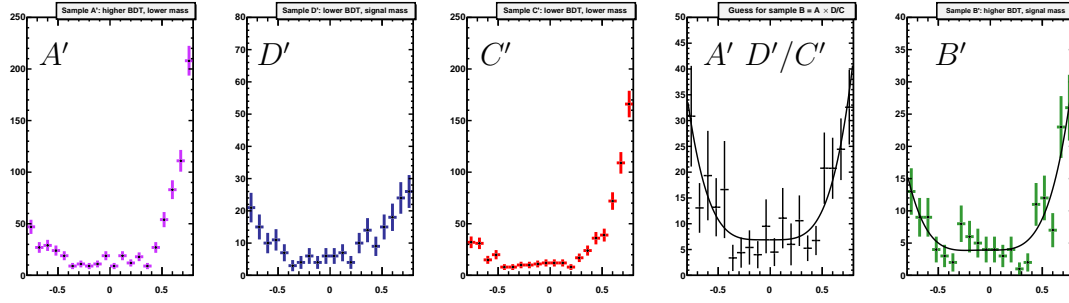 Sample A': higher BDT, lower mass
A′
250
200
150
100
50
0
-0.5 0 0.5
Sample D': lower BDT, signal mass
D′
80
70
60
50
40
30
20
10
0
-0.5 0 0.5
Sample C': lower BDT, lower mass
C′
250
200
150
100
50
0
-0.5 0 0.5
Guess for sample B = A × D/C
A′ D′/C′
50
45
40
35
30
25
20
15
10
5
0
-0.5 0 0.5
Sample B': higher BDT, signal mass
B′
40
35
30
25
20
15
10
5
0
-0.5 0 0.5